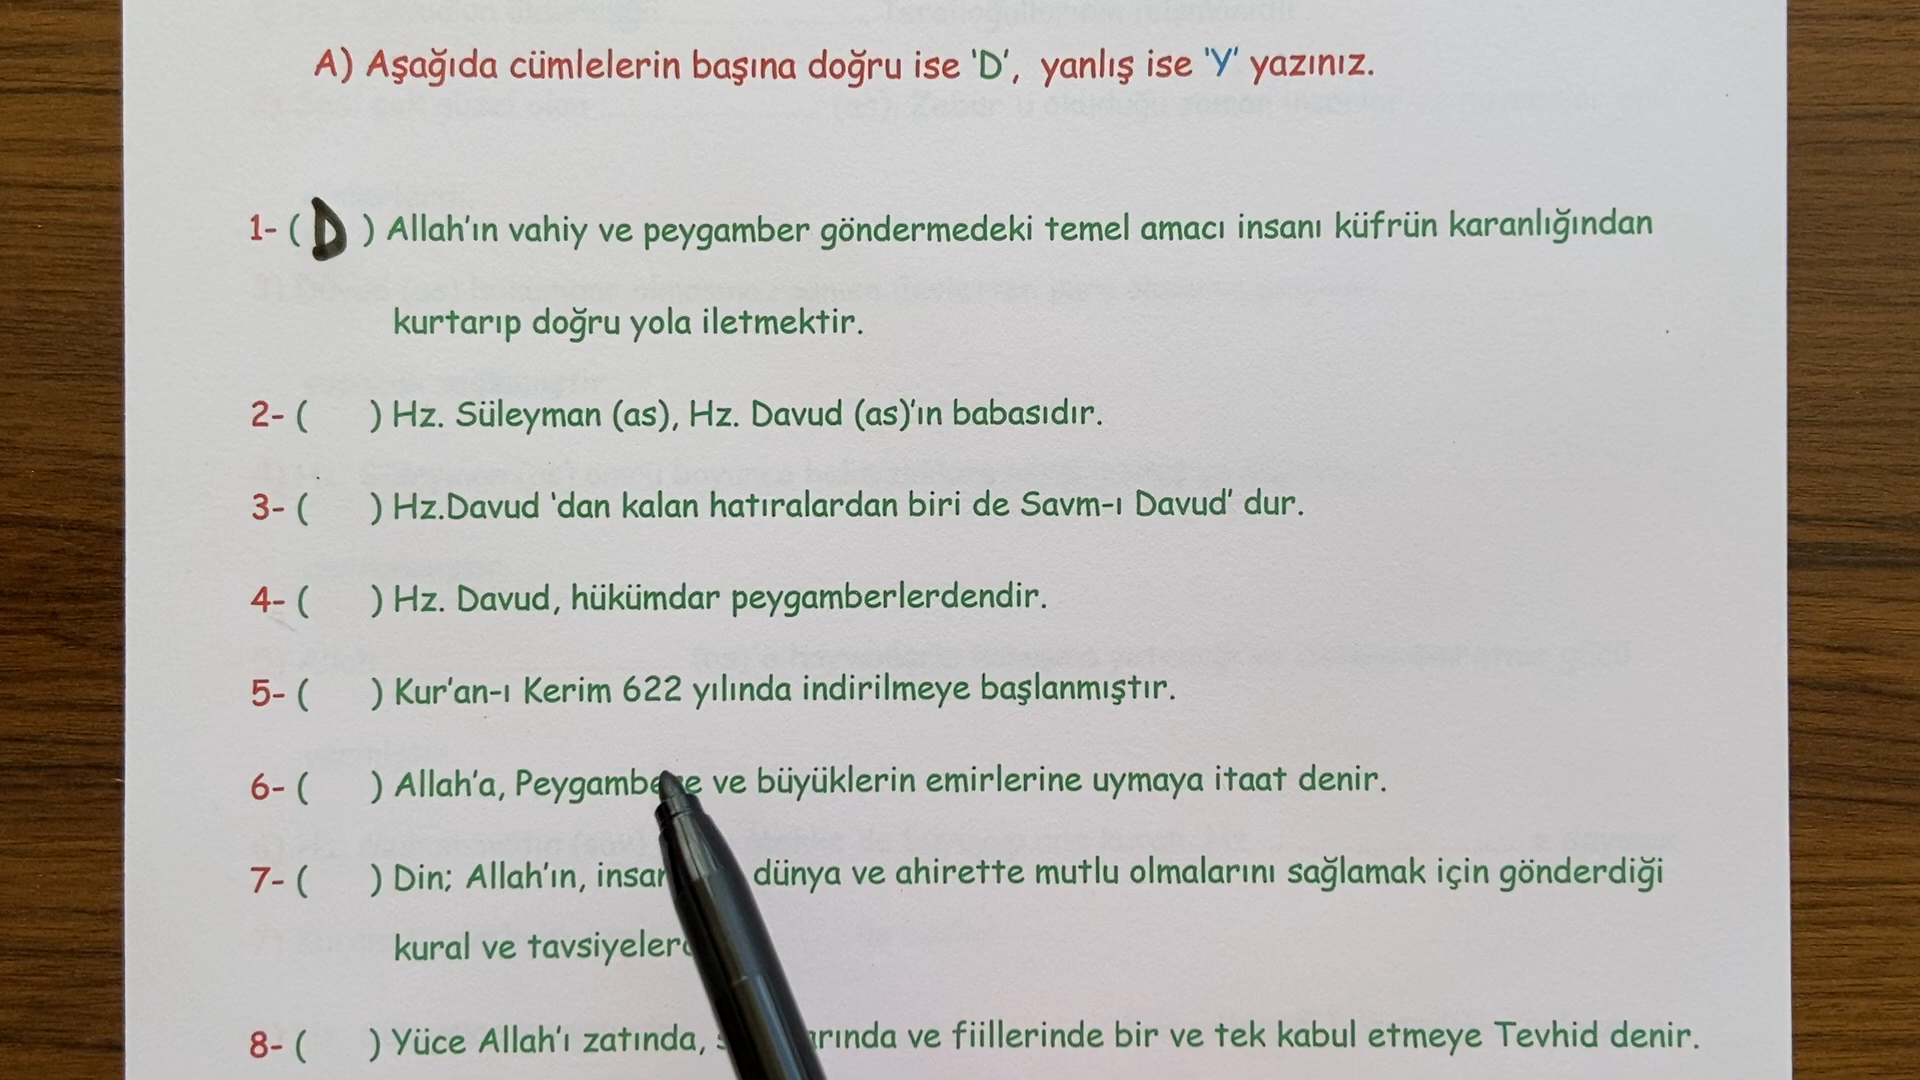 A) Aşağıda cümlelerin başına doğru ise 'D', yanlış ise 'Y' yazınız.
1- ( D ) Allah'ın vahiy ve peygamber göndermedeki temel amacı insanı küfrün karanlığından
kurtarıp doğru yola iletmektir.
2- ( ) Hz. Süleyman (as), Hz. Davud (as)'ın babasıdır.
3- ( ) Hz.Davud 'dan kalan hatıralardan biri de Savm-ı Davud' dur.
4- ( ) Hz. Davud, hükümdar peygamberlerdendir.
5- ( ) Kur'an-ı Kerim 622 yılında indirilmeye başlanmıştır.
6- ( ) Allah'a, ve büyüklerin emirlerine uymaya itaat denir.
7- ( ) Din; Allah'ın, dünya ve ahirette mutlu olmalarını sağlamak için gönderdiği
kural ve
8- ( ) Yüce Allah'ı zatında, ve fiillerinde bir ve tek kabul etmeye Tevhid denir.